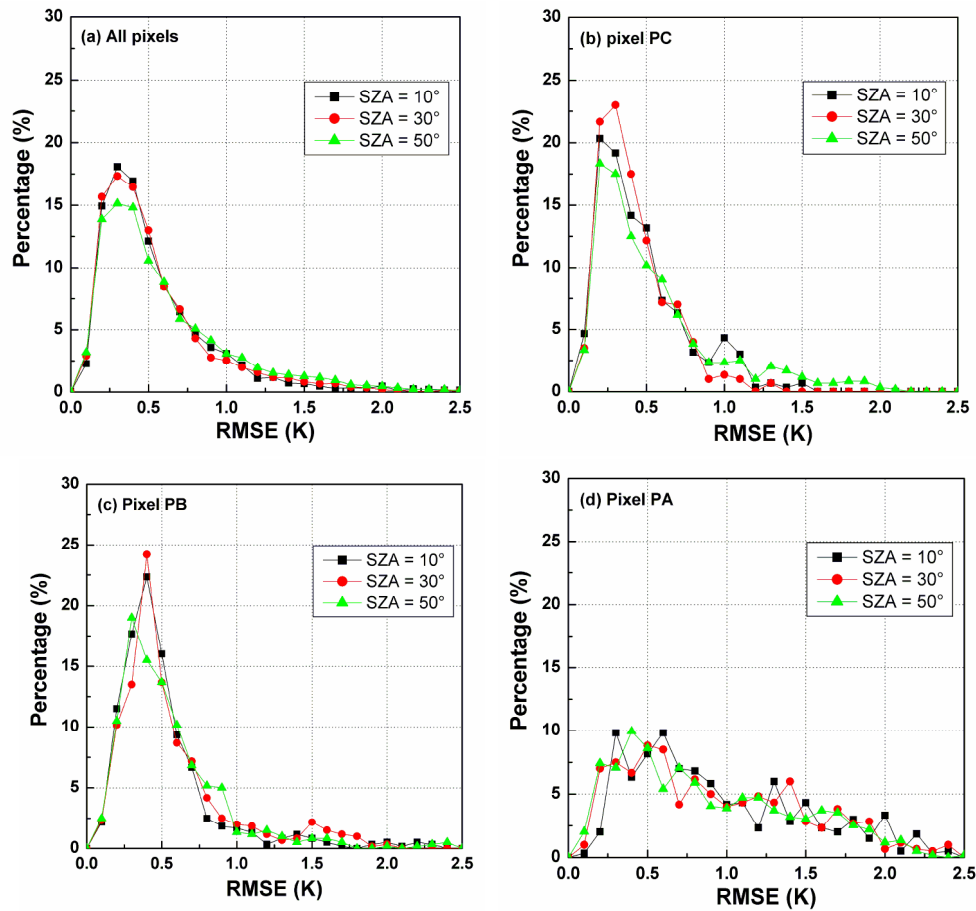 (a) All pixels
SZA = 10°
SZA = 30°
SZA = 50°
Percentage (%)
30
25
20
15
10
5
0
0.0 0.5 1.0 1.5 2.0 2.5
RMSE (K)
(b) pixel PC
SZA = 10°
SZA = 30°
SZA = 50°
Percentage (%)
30
25
20
15
10
5
0
0.0 0.5 1.0 1.5 2.0 2.5
RMSE (K)
(c) Pixel PB
SZA = 10°
SZA = 30°
SZA = 50°
Percentage (%)
30
25
20
15
10
5
0
0.0 0.5 1.0 1.5 2.0 2.5
RMSE (K)
(d) Pixel PA
SZA = 10°
SZA = 30°
SZA = 50°
Percentage (%)
30
25
20
15
10
5
0
0.0 0.5 1.0 1.5 2.0 2.5
RMSE (K)